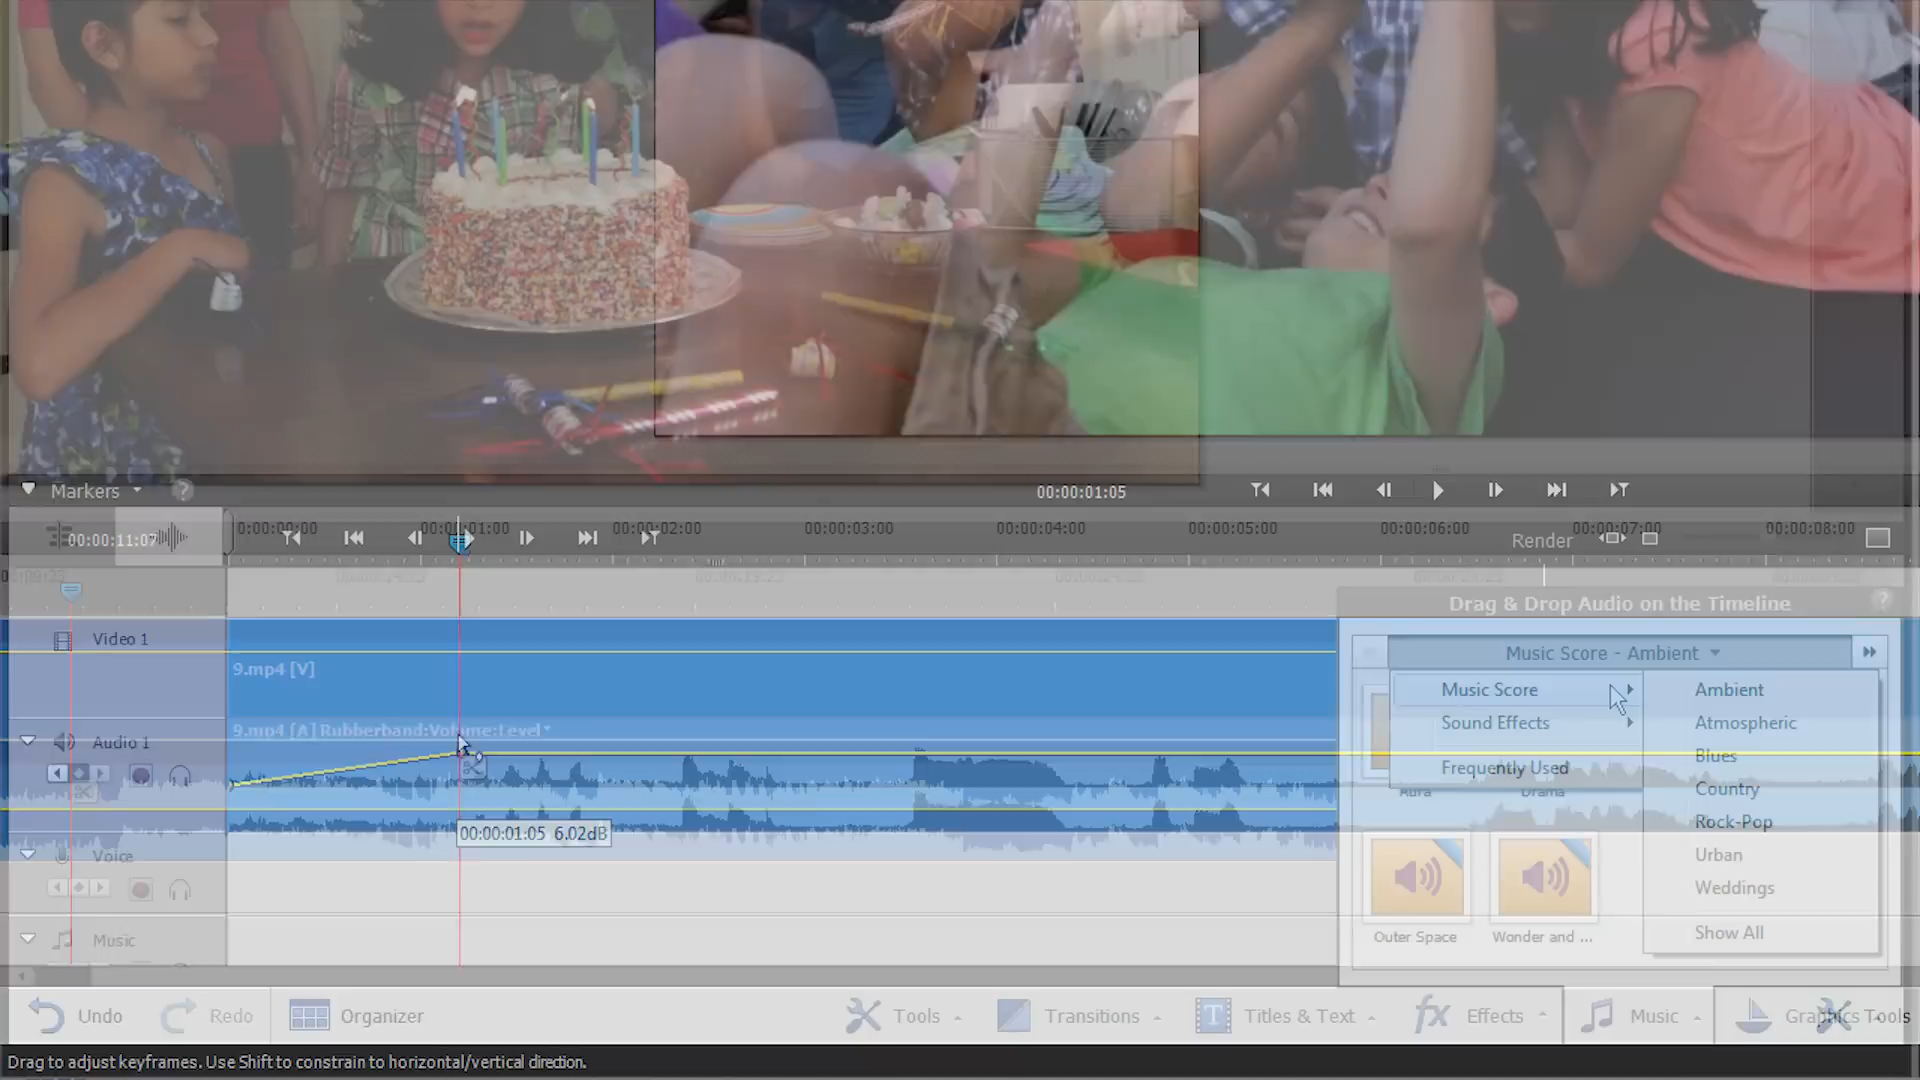 Markers
00:00:01:05
0:00:00:00
00:00:01:00
00:00:02:00
00:00:03:00
00:00:04:00
00:00:05:00
00:00:06:00
00:00:07:00
00:00:08:00
00:00:11:07
Render
Drag & Drop Audio on the Timeline
Video 1
Music Score - Ambient
9.mp4 [V]
Music Score
Ambient
Sound Effects
Atmospheric
9.mp4 [A] Rubberband:Volume:Level
Audio 1
Blues
Frequently Used
Country
Aura
Drama
Rock-Pop
00:00:01:05 6.02dB
Voice
Urban
Weddings
Music
Outer Space
Wonder and ...
Show All
Undo
Redo
Organizer
Tools
Transitions
Titles & Text
Effects
Music
Graphics
Tools
Drag to adjust keyframes. Use Shift to constrain to horizontal/vertical direction.